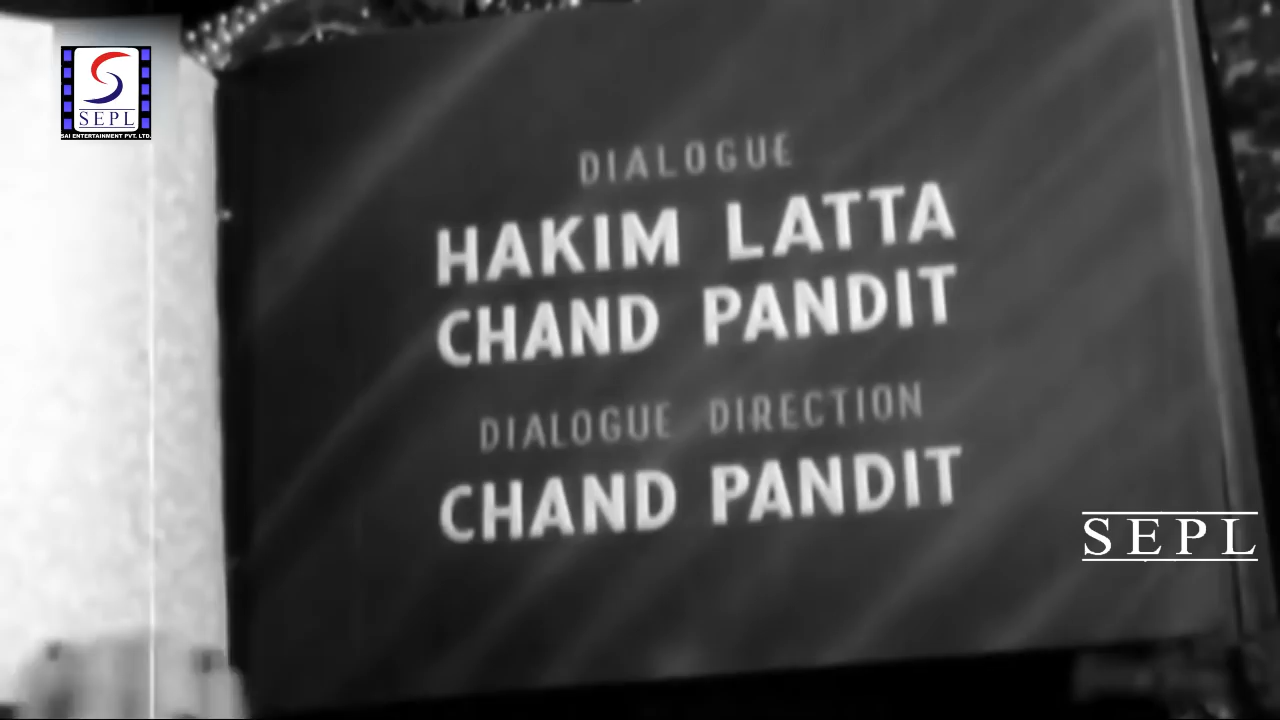 SEPL
SAI ENTERTAINMENT PVT. LTD.
DIALOGUE
HAKIM LATTA
CHAND PANDIT
DIALOGUE DIRECTION
CHAND PANDIT
SEPL